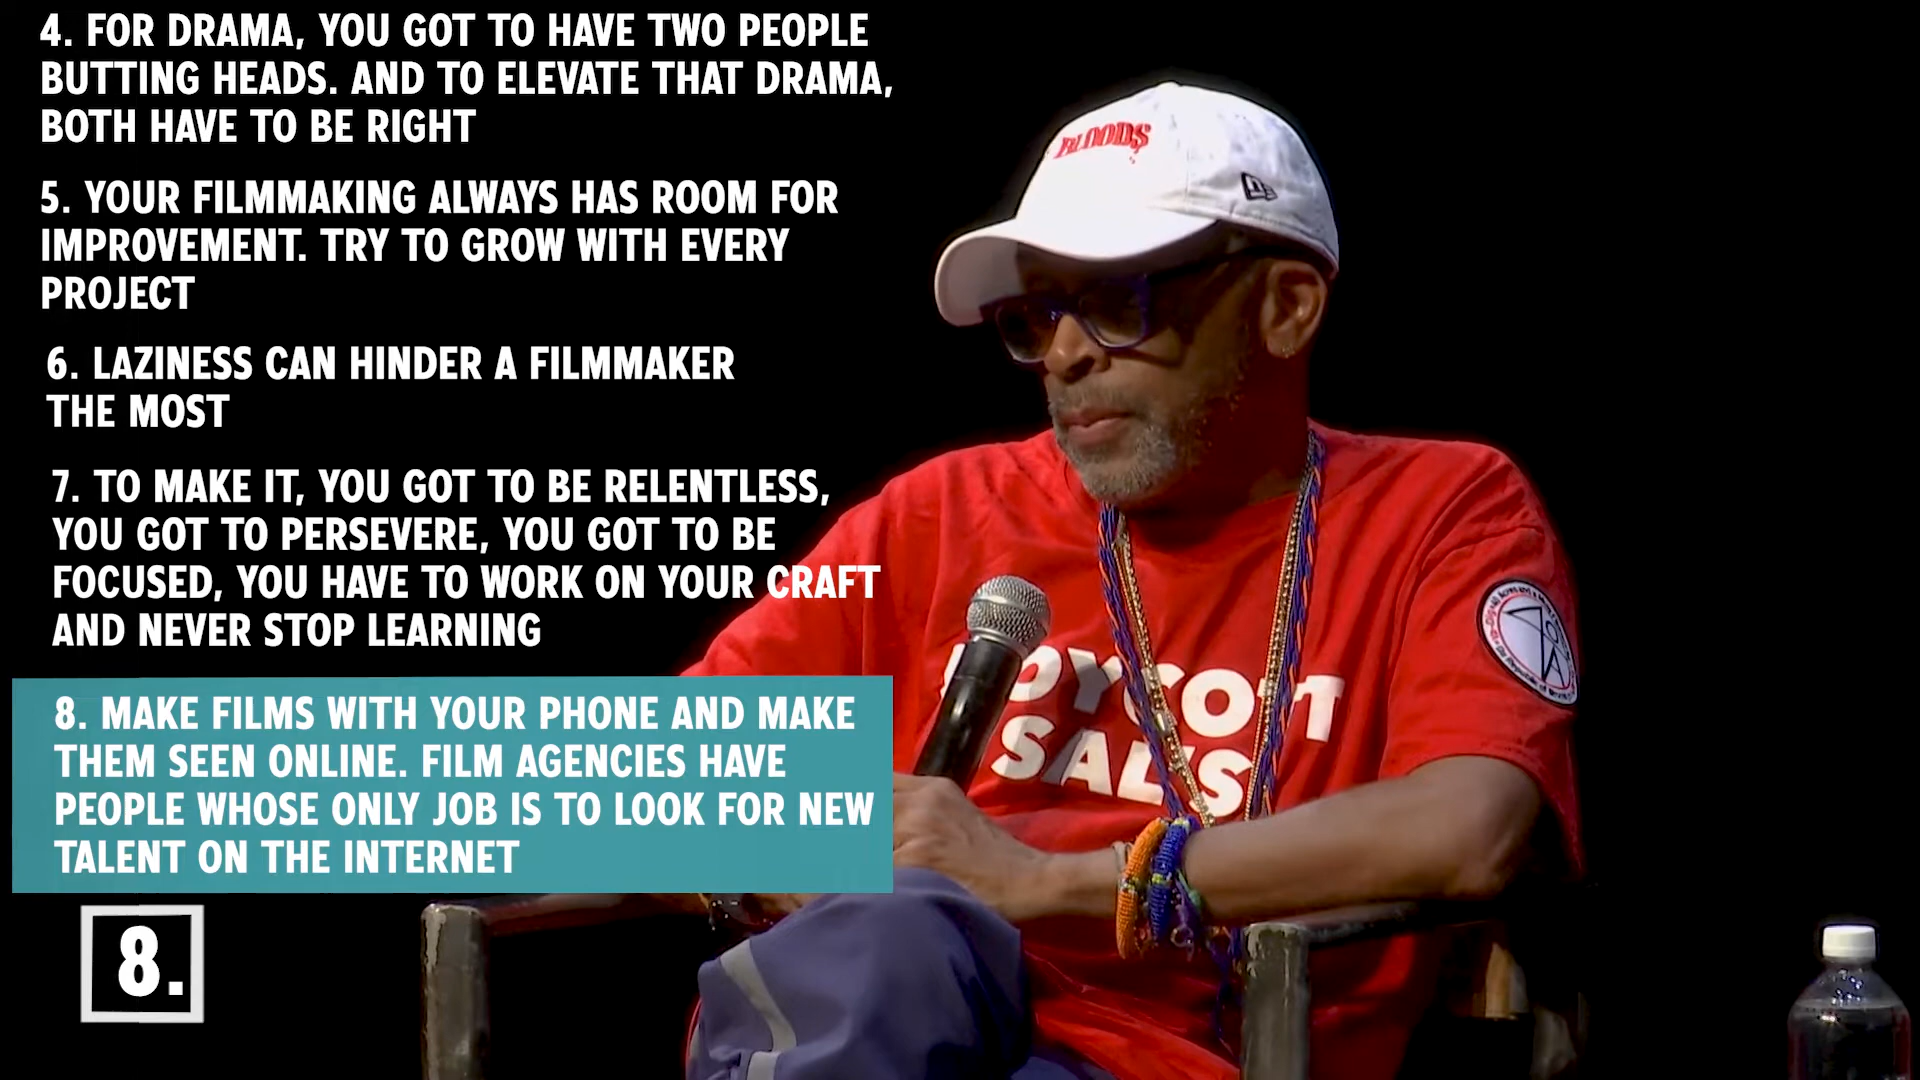 4. FOR DRAMA, YOU GOT TO HAVE TWO PEOPLE
BUTTING HEADS. AND TO ELEVATE THAT DRAMA,
BOTH HAVE TO BE RIGHT
5. YOUR FILMMAKING ALWAYS HAS ROOM FOR
IMPROVEMENT. TRY TO GROW WITH EVERY
PROJECT
6. LAZINESS CAN HINDER A FILMMAKER
THE MOST
7. TO MAKE IT, YOU GOT TO BE RELENTLESS,
YOU GOT TO PERSEVERE, YOU GOT TO BE
FOCUSED, YOU HAVE TO WORK ON YOUR CRAFT
AND NEVER STOP LEARNING
8. MAKE FILMS WITH YOUR PHONE AND MAKE
THEM SEEN ONLINE. FILM AGENCIES HAVE
PEOPLE WHOSE ONLY JOB IS TO LOOK FOR NEW
TALENT ON THE INTERNET
8.
BLOODS
BOYCOTT
SAL'S